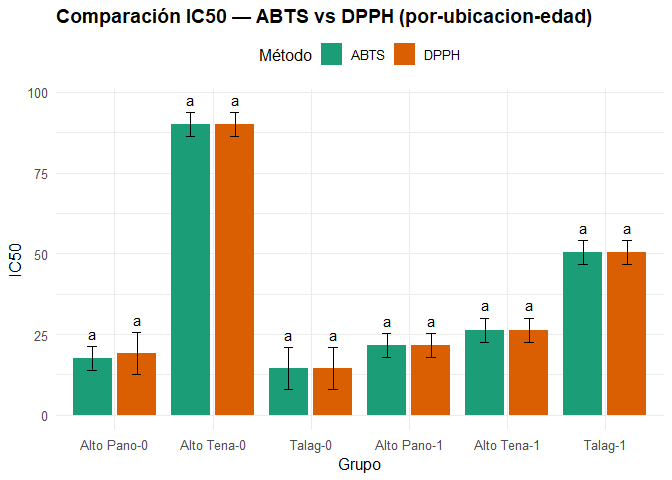 Comparación IC50 — ABTS vs DPPH (por-ubicacion-edad)
Método ABTS DPPH
100
75
50
25
0
IC50
a a
a a
a a
a a
a a
a a
Alto Pano-0 Alto Tena-0 Talag-0 Alto Pano-1 Alto Tena-1 Talag-1
Grupo